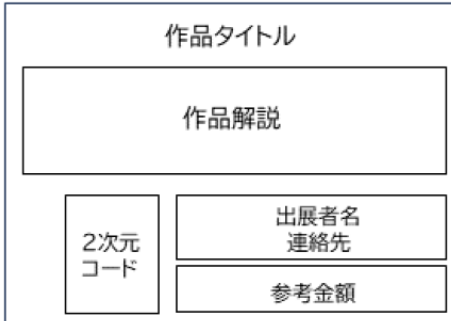 作品タイトル
作品解説
2次元
コード
出展者名
連絡先
参考金額